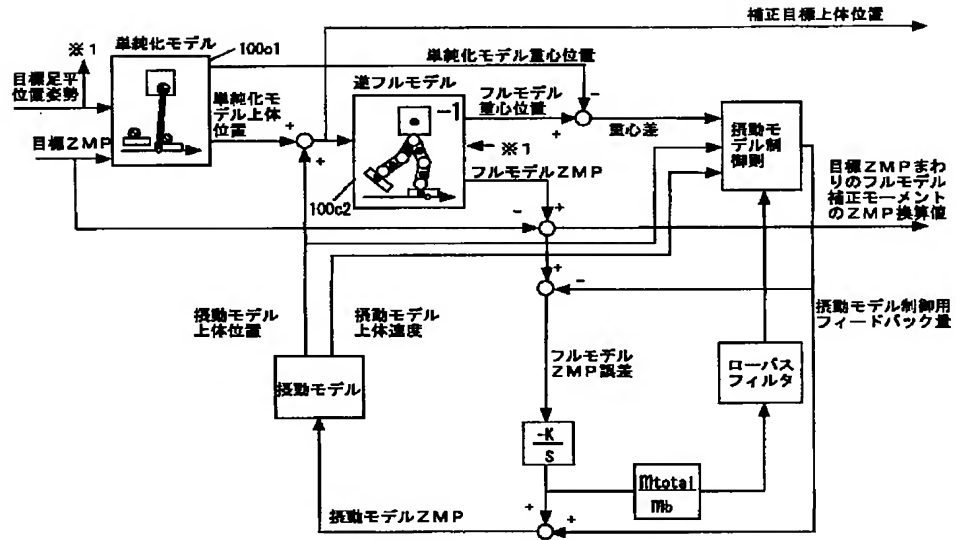 補正目標上体位置
※1
単純化モデル
100c1
単純化モデル重心位置
目標足平
位置姿勢
単純化モ
デル上体
位置
逆フルモデル
-1
フルモデル
重心位置
-
+
重心差
摂動モ
デル制
御則
目標ZMP
+
+
※1
フルモデルZMP
100c2
目標ZMPまわ
りのフルモデル
補正モーメント
のZMP換算値
-
+
+
-
摂動モデル
上体位置
摂動モデル
上体速度
摂動モデル制御用
フィードバック量
フルモデル
ZMP誤差
ローパス
フィルタ
摂動モデル
-K
S
mtotal
mb
摂動モデルZMP
+
+